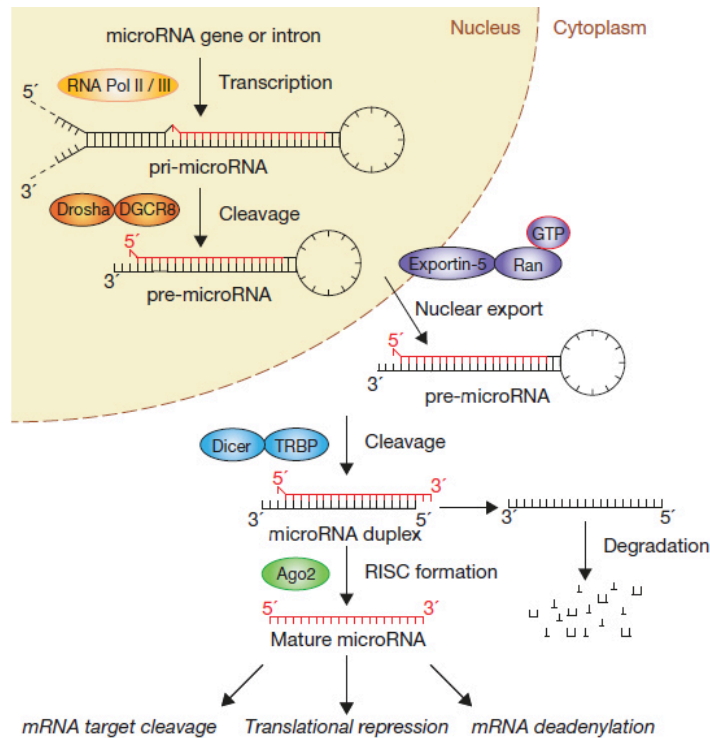 microRNA gene or intron
Nucleus
Cytoplasm
RNA Pol II / III
Transcription
5´
3´
pri-microRNA
Drosha
DGCR8
Cleavage
5´
3´
pre-microRNA
GTP
Exportin-5
Ran
Nuclear export
5´
3´
pre-microRNA
Dicer
TRBP
Cleavage
5´
3´
3´
5´
microRNA duplex
3´
5´
Degradation
Ago2
RISC formation
5´
3´
Mature microRNA
mRNA target cleavage
Translational repression
mRNA deadenylation